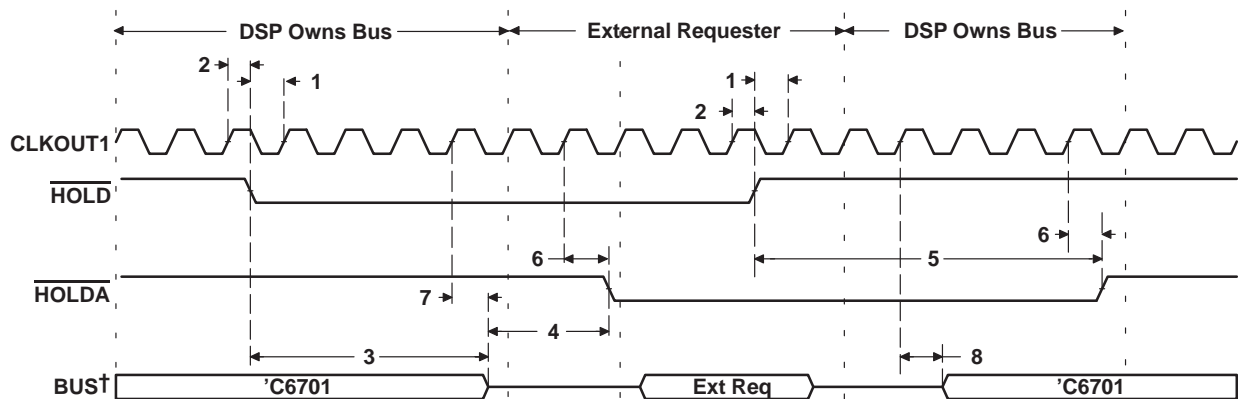 DSP Owns Bus
External Requester
DSP Owns Bus
2
1
1
2
CLKOUT1
HOLD
6
6
5
HOLDA
7
4
3
8
BUS†
’C6701
Ext Req
’C6701